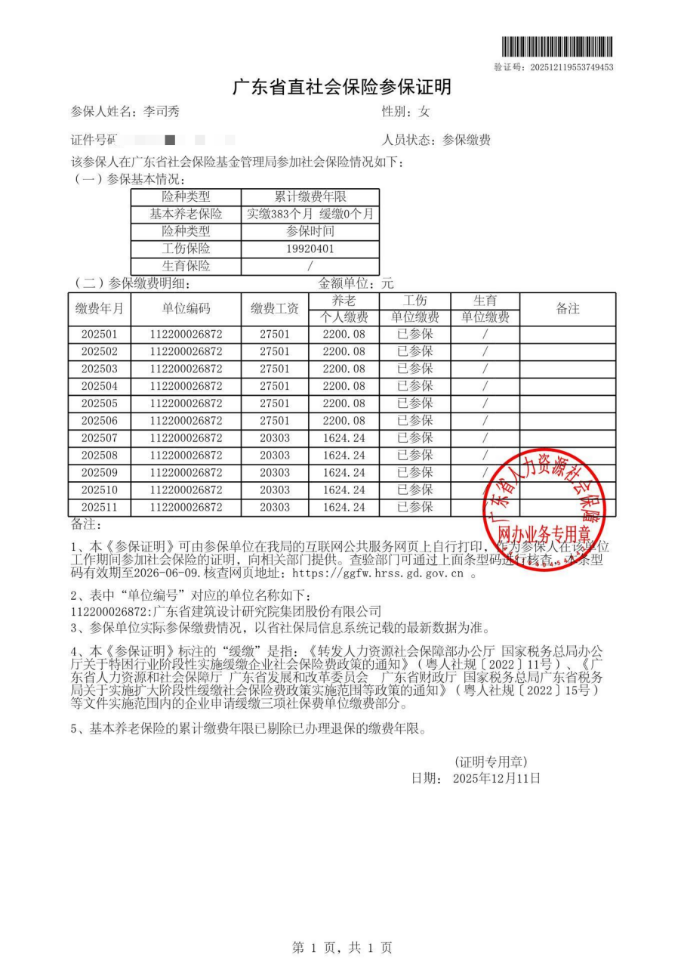 验证码：202512119553749453
广东省直社会保险参保证明
参保人姓名：李司秀 性别：女
证件号码 人员状态：参保缴费
该参保人在广东省社会保险基金管理局参加社会保险情况如下：
（一）参保基本情况：
险种类型 累计缴费年限
基本养老保险 实缴383个月 缓缴0个月
险种类型 参保时间
工伤保险 19920401
生育保险 /
（二）参保缴费明细： 金额单位：元
缴费年月 单位编码 缴费工资 养老 工伤 生育 备注
个人缴费 单位缴费 单位缴费
202501 112200026872 27501 2200.08 已参保 /
202502 112200026872 27501 2200.08 已参保 /
202503 112200026872 27501 2200.08 已参保 /
202504 112200026872 27501 2200.08 已参保 /
202505 112200026872 27501 2200.08 已参保 /
202506 112200026872 27501 2200.08 已参保 /
202507 112200026872 20303 1624.24 已参保 /
202508 112200026872 20303 1624.24 已参保 /
202509 112200026872 20303 1624.24 已参保 /
202510 112200026872 20303 1624.24 已参保 /
202511 112200026872 20303 1624.24 已参保 /
广东省人力资源社会保障
网办业务专用章
备注：
1、本《参保证明》可由参保单位在我局的互联网公共服务网页上自行打印，作为参保人在该单位
工作期间参加社会保险的证明，向相关部门提供。查验部门可通过上面条型码进行核查，本条型
码有效期至2026-06-09.核查网页地址：https://ggfw.hrss.gd.gov.cn 。
2、表中“单位编号”对应的单位名称如下：
112200026872:广东省建筑设计研究院集团股份有限公司
3、参保单位实际参保缴费情况，以省社保局信息系统记载的最新数据为准。
4、本《参保证明》标注的“缓缴”是指：《转发人力资源社会保障部办公厅 国家税务总局办公
厅关于特困行业阶段性实施缓缴企业社会保险费政策的通知》（粤人社规〔2022〕11号）、《广
东省人力资源和社会保障厅 广东省发展和改革委员会 广东省财政厅 国家税务总局广东省税务
局关于实施扩大阶段性缓缴社会保险费政策实施范围等政策的通知》（粤人社规〔2022〕15号）
等文件实施范围内的企业申请缓缴三项社保费单位缴费部分。
5、基本养老保险的累计缴费年限已剔除已办理退保的缴费年限。
(证明专用章)
日期： 2025年12月11日
第 1 页，共 1 页